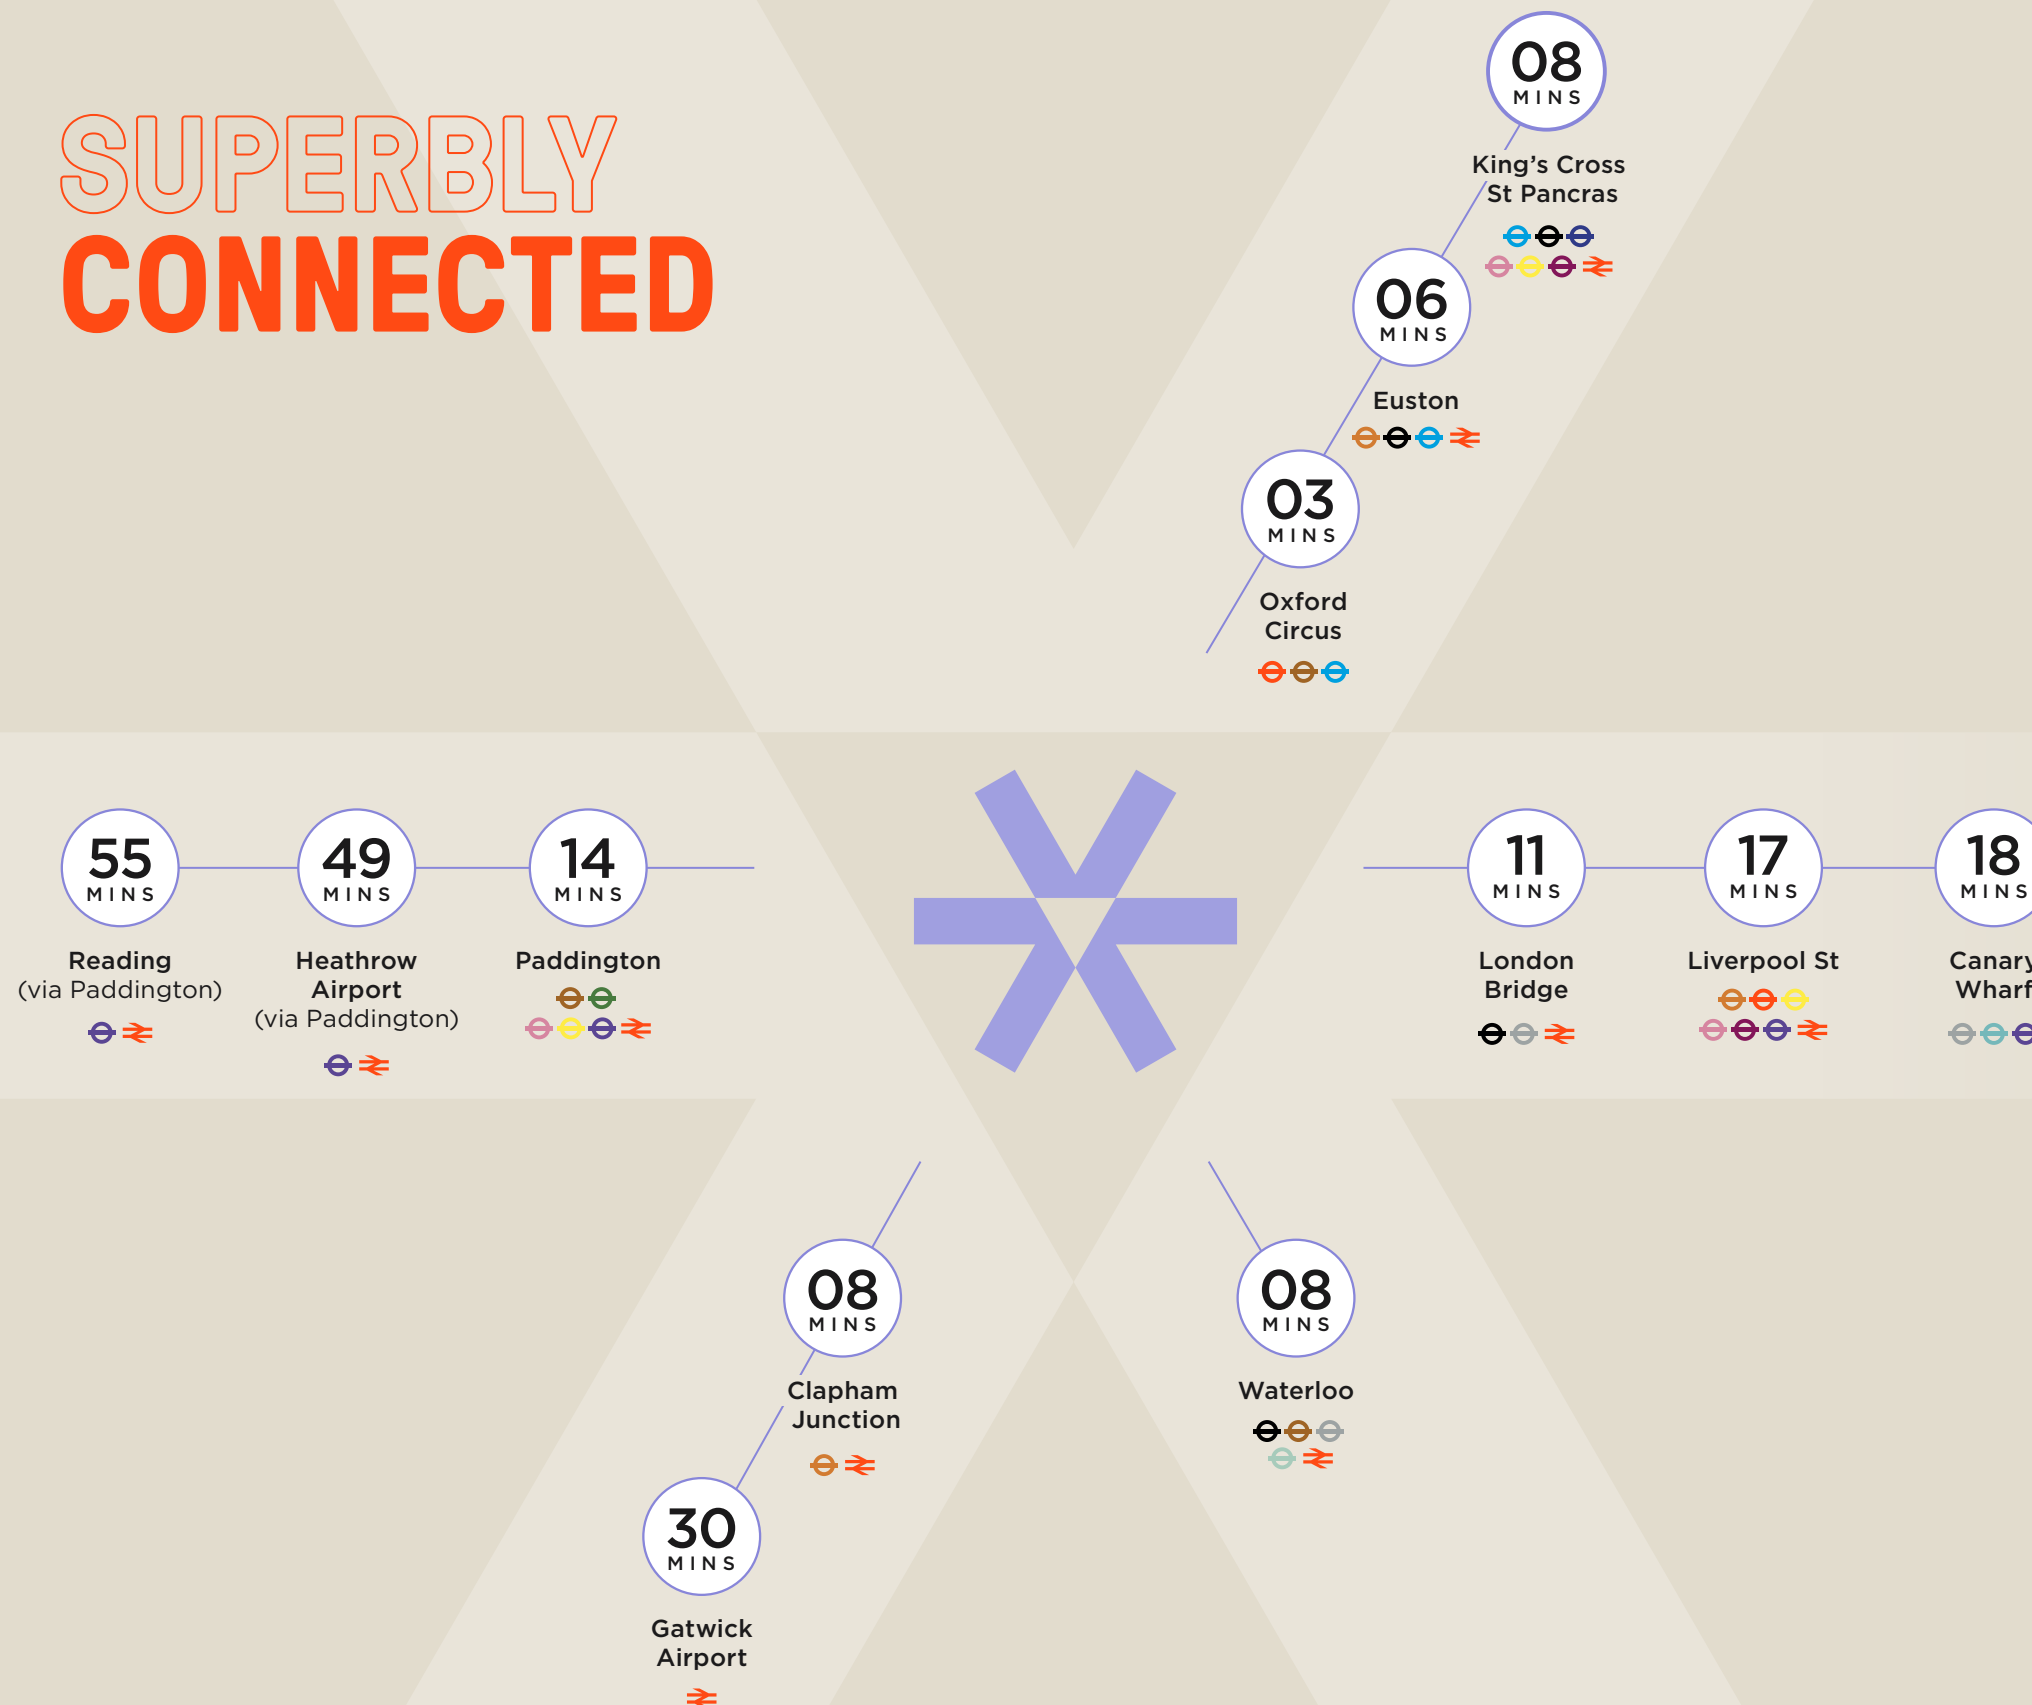 SUPERBLY
CONNECTED
08
MINS
King's Cross
St Pancras
06
MINS
Euston
03
MINS
Oxford
Circus
55
MINS
Reading
(via Paddington)
49
MINS
Heathrow
Airport
(via Paddington)
14
MINS
Paddington
11
MINS
London
Bridge
17
MINS
Liverpool St
18
MINS
Canary
Wharf
08
MINS
Clapham
Junction
30
MINS
Gatwick
Airport
08
MINS
Waterloo